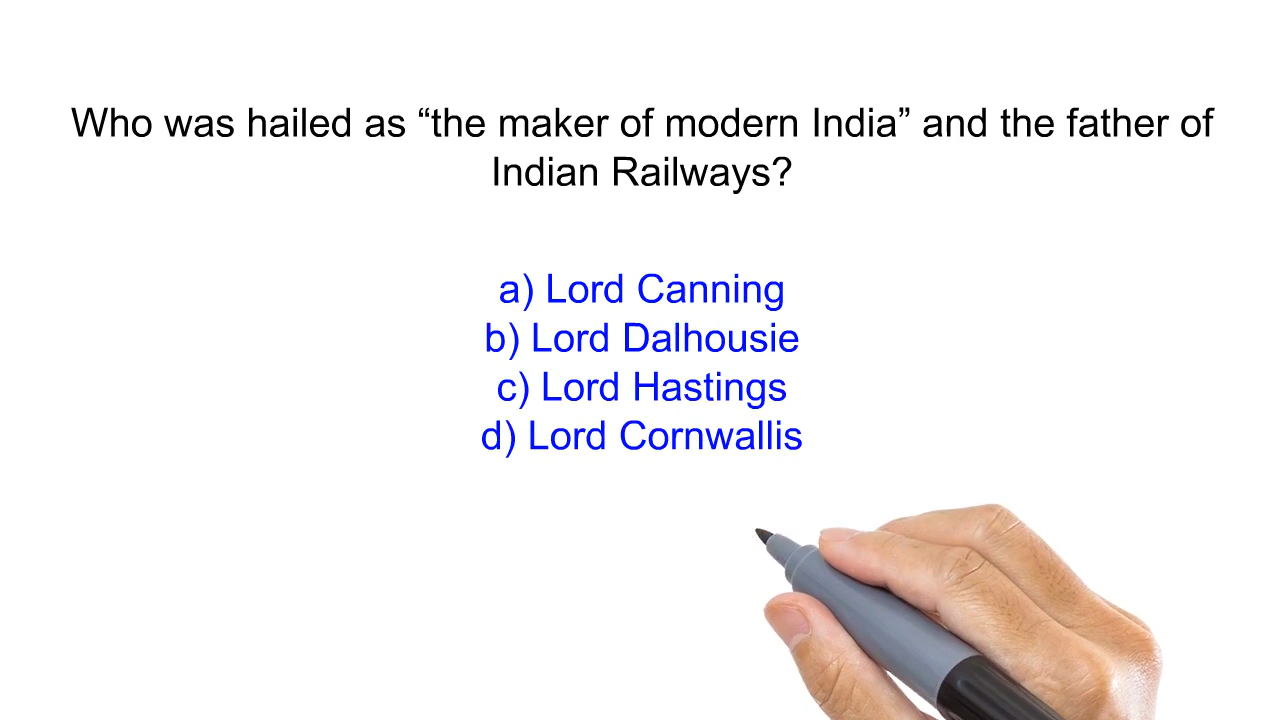 Who was hailed as “the maker of modern India” and the father of
Indian Railways?
a) Lord Canning
b) Lord Dalhousie
c) Lord Hastings
d) Lord Cornwallis